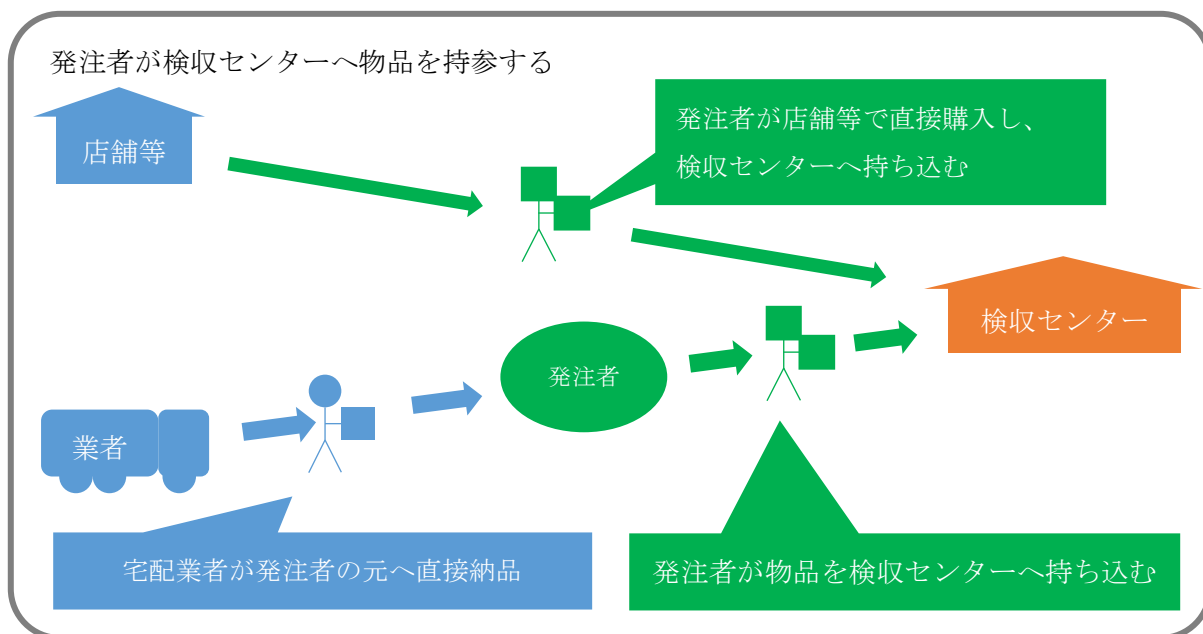 発注者が検収センターへ物品を持参する
店舗等
発注者が店舗等で直接購入し、
検収センターへ持ち込む
検収センター
発注者
業者
宅配業者が発注者の元へ直接納品
発注者が物品を検収センターへ持ち込む